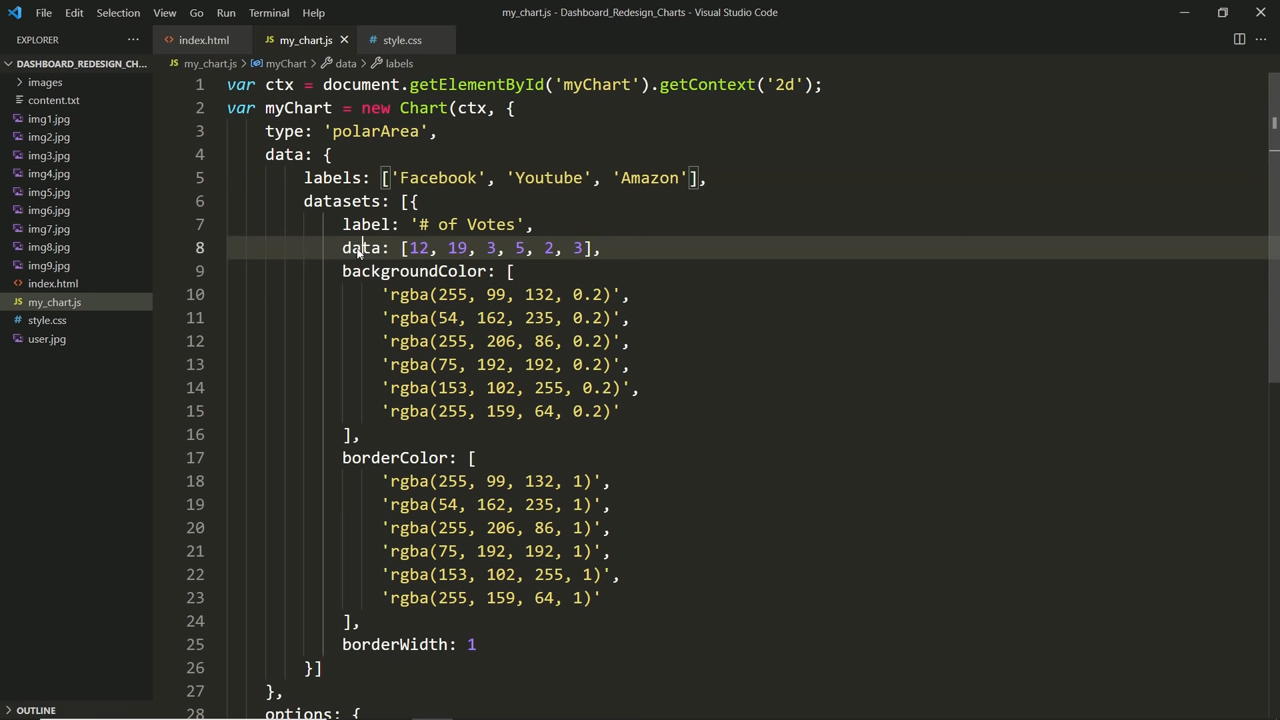 File Edit Selection View Go Run Terminal Help
my_chart.js - Dashboard_Redesign_Charts - Visual Studio Code
EXPLORER
index.html
my_chart.js
style.css
DASHBOARD_REDESIGN_CH...
my_chart.js > myChart > data > labels
images
content.txt
img1.jpg
img2.jpg
img3.jpg
img4.jpg
img5.jpg
img6.jpg
img7.jpg
img8.jpg
img9.jpg
index.html
my_chart.js
style.css
user.jpg
OUTLINE
1 var ctx = document.getElementById('myChart').getContext('2d');
2 var myChart = new Chart(ctx, {
3 type: 'polarArea',
4 data: {
5 labels: ['Facebook', 'Youtube', 'Amazon'],
6 datasets: [{
7 label: '# of Votes',
8 data: [12, 19, 3, 5, 2, 3],
9 backgroundColor: [
10 'rgba(255, 99, 132, 0.2)',
11 'rgba(54, 162, 235, 0.2)',
12 'rgba(255, 206, 86, 0.2)',
13 'rgba(75, 192, 192, 0.2)',
14 'rgba(153, 102, 255, 0.2)',
15 'rgba(255, 159, 64, 0.2)'
16 ],
17 borderColor: [
18 'rgba(255, 99, 132, 1)',
19 'rgba(54, 162, 235, 1)',
20 'rgba(255, 206, 86, 1)',
21 'rgba(75, 192, 192, 1)',
22 'rgba(153, 102, 255, 1)',
23 'rgba(255, 159, 64, 1)'
24 ],
25 borderWidth: 1
26 }]
27 },
28 options: {